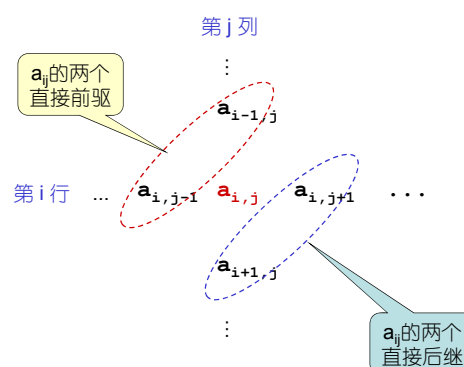 第 j 列
⋮
aij的两个
直接前驱
ai-1,j
第 i 行 ... ai,j-1 ai,j ai,j+1 ...
ai+1,j
⋮
aij的两个
直接后继